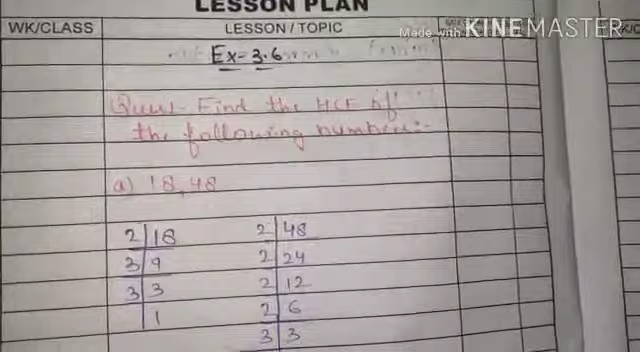 LESSON PLAN
WK/CLASS
LESSON / TOPIC
Made with KINEMASTER
Ex-3.6
Ques- Find the HCF of
the following numbers:-
a) 18, 48
2 18 2 48
3 9 2 24
3 3 2 12
1 2 6
3 3